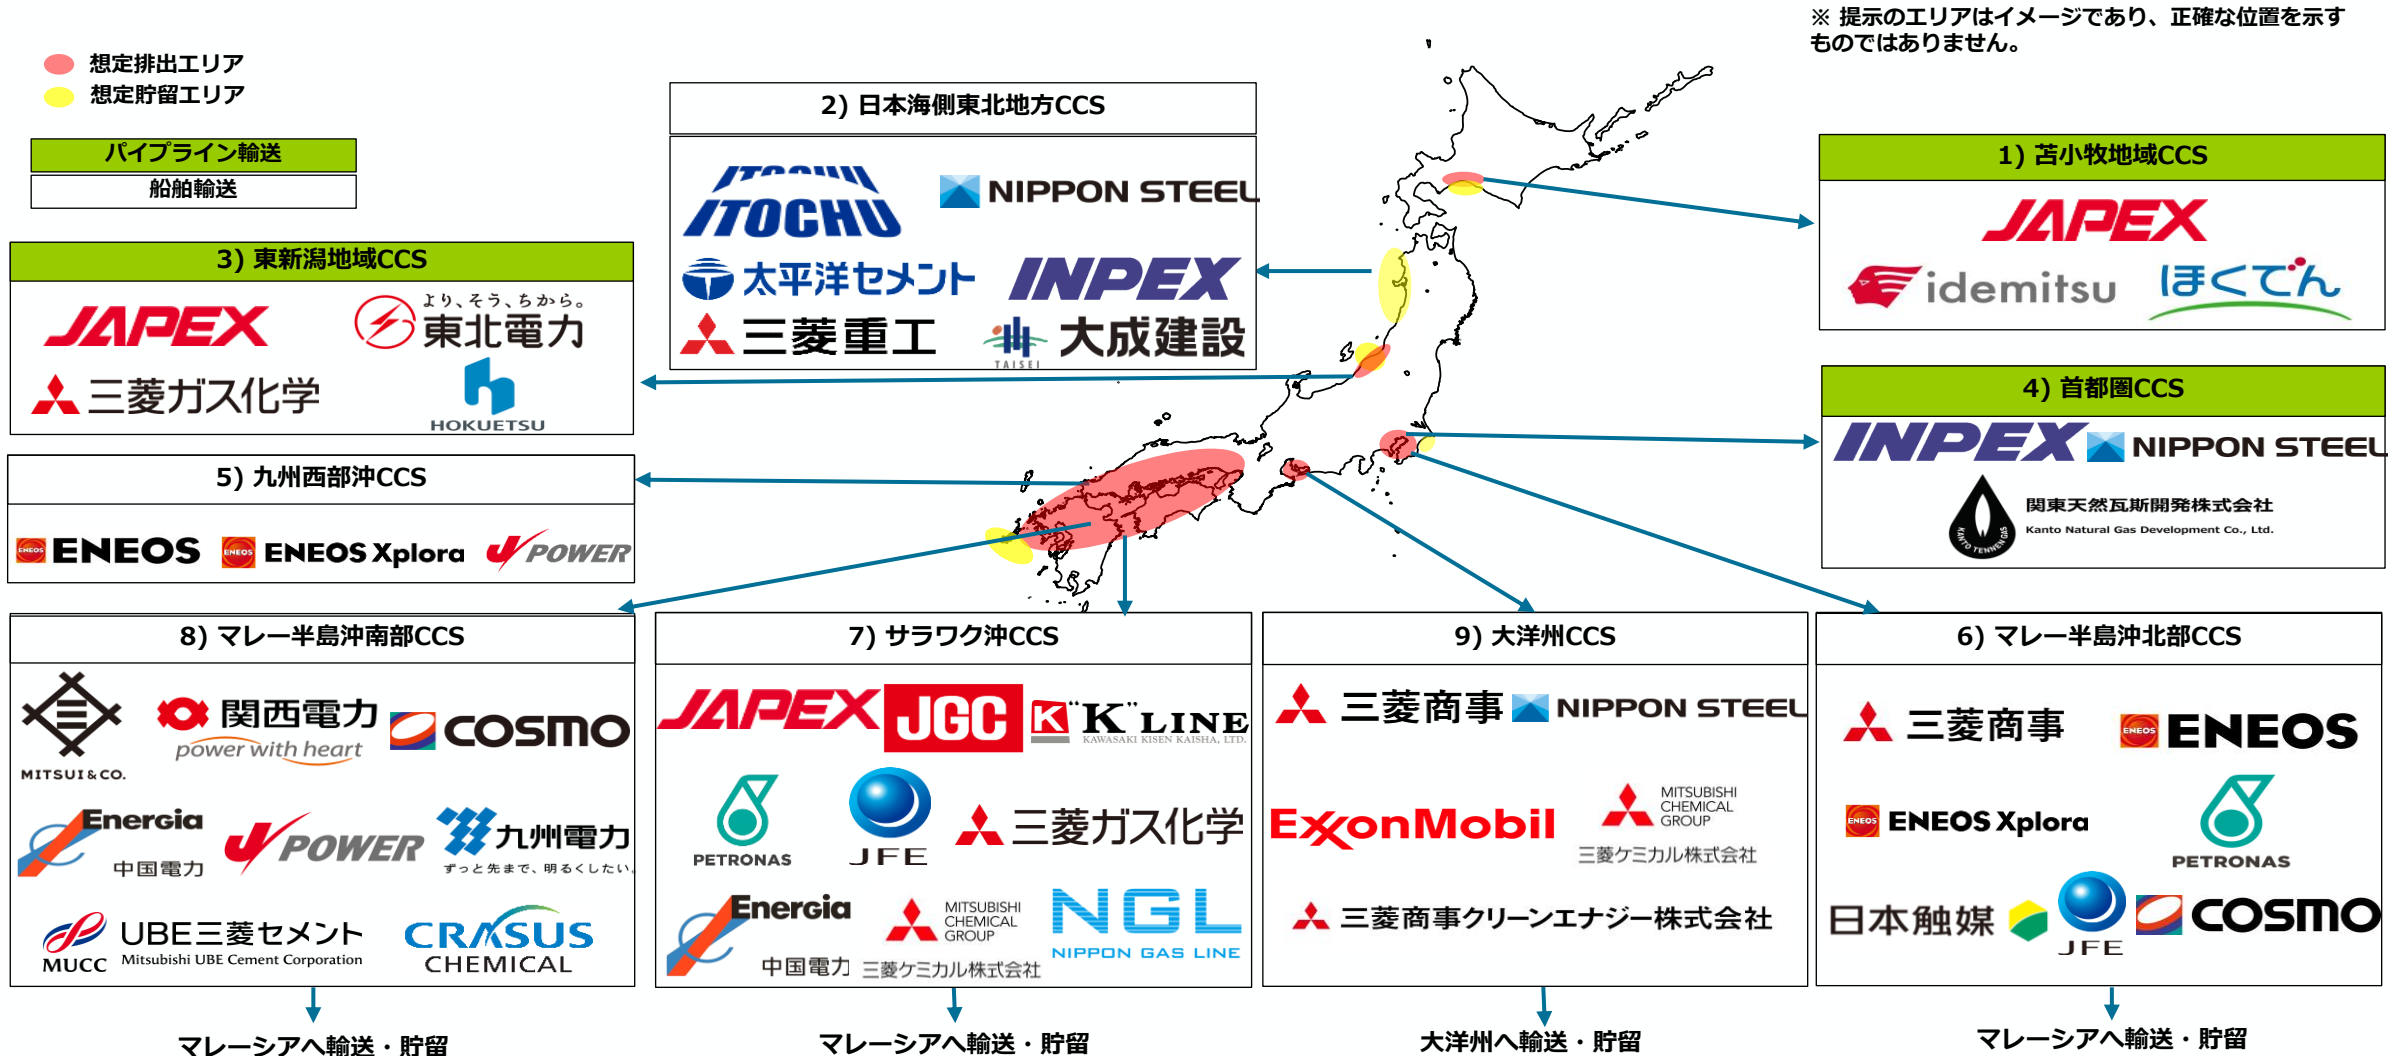 ※ 提示のエリアはイメージであり、正確な位置を示す
ものではありません。
想定排出エリア
想定貯留エリア
パイプライン輸送
船舶輸送
1) 苫小牧地域CCS
JAPEX
idemitsu
ほくでん
2) 日本海側東北地方CCS
ITOCHU
ITOCHU
NIPPON STEEL
太平洋セメント
INPEX
三菱重工
大成建設
TAISEI
3) 東新潟地域CCS
JAPEX
より、そう、ちから。
東北電力
三菱ガス化学
HOKUETSU
4) 首都圏CCS
INPEX
NIPPON STEEL
KANTO TENNEN GAS
関東天然瓦斯開発株式会社
Kanto Natural Gas Development Co., Ltd.
5) 九州西部沖CCS
ENEOS
ENEOS
ENEOS
ENEOS Xplora
J POWER
8) マレー半島沖南部CCS
MITSUI&CO.
関西電力
power with heart
COSMO
Energia
中国電力
J POWER
九州電力
ずっと先まで、明るくしたい。
MUCC
UBE三菱セメント
Mitsubishi UBE Cement Corporation
CRASUS
CHEMICAL
マレーシアへ輸送・貯留
7) サラワク沖CCS
JAPEX
JGC
K
"K" LINE
KAWASAKI KISEN KAISHA, LTD.
PETRONAS
JFE
三菱ガス化学
Energia
中国電力
MITSUBISHI
CHEMICAL
GROUP
三菱ケミカル株式会社
NGL
NIPPON GAS LINE
マレーシアへ輸送・貯留
9) 大洋州CCS
三菱商事
NIPPON STEEL
ExxonMobil
MITSUBISHI
CHEMICAL
GROUP
三菱ケミカル株式会社
三菱商事クリーンエナジー株式会社
大洋州へ輸送・貯留
6) マレー半島沖北部CCS
三菱商事
ENEOS
ENEOS
ENEOS
ENEOS Xplora
PETRONAS
日本触媒
JFE
COSMO
マレーシアへ輸送・貯留